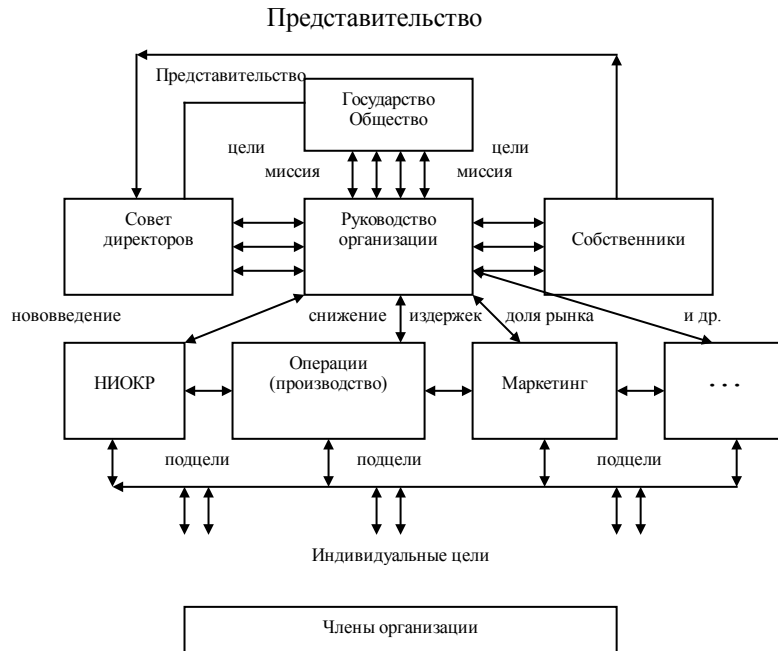 Представительство
Представительство
Государство
Общество
цели
цели
миссия
миссия
Совет
директоров
Руководство
организации
Собственники
нововведение
снижение
издержек
доля рынка
и др.
НИОКР
Операции
(производство)
Маркетинг
. . .
подцели
подцели
подцели
Индивидуальные цели
Члены организации